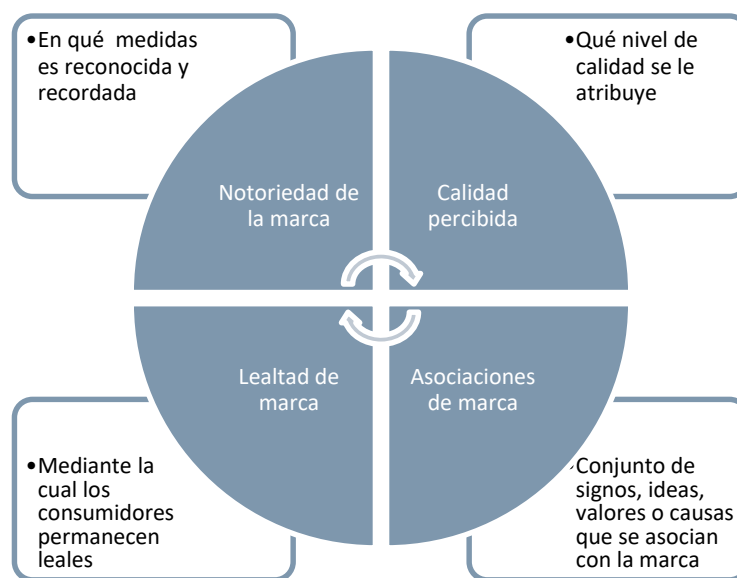 •En qué medidas
es reconocida y
recordada
•Qué nivel de
calidad se le
atribuye
Notoriedad de
la marca
Calidad
percibida
Lealtad de
marca
Asociaciones
de marca
•Mediante la
cual los
consumidores
permanecen
leales
•Conjunto de
signos, ideas,
valores o causas
que se asocian
con la marca